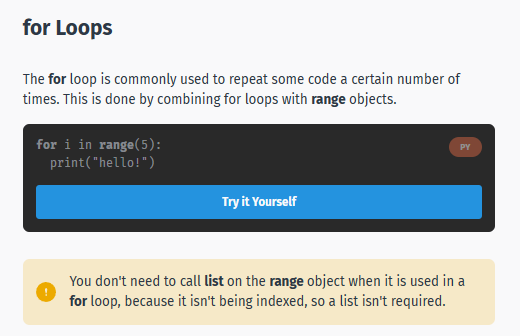 for Loops
The for loop is commonly used to repeat some code a certain number of
times. This is done by combining for loops with range objects.
for i in range(5):
  print("hello!")
PY
Try it Yourself
You don't need to call list on the range object when it is used in a
for loop, because it isn't being indexed, so a list isn't required.